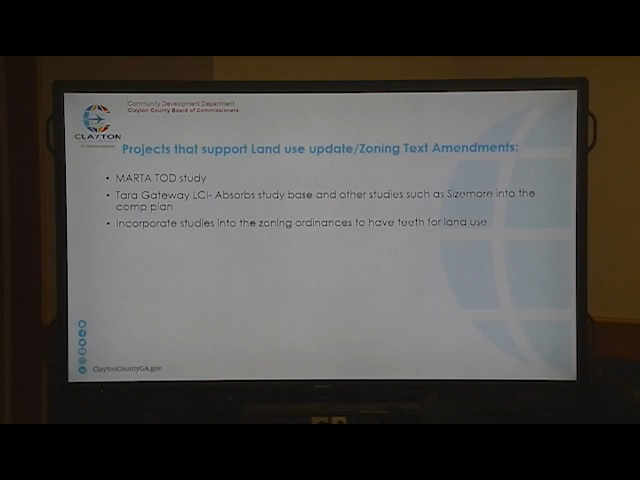 Community Development Department
Clayton County Board of Commissioners
CLAYTON
Projects that support Land use update/Zoning Text Amendments:
• MARTA TOD study
• Tara Gateway LCI- Absorbs study base and other studies such as Sizemore into the
comp plan
• Incorporate studies into the zoning ordinances to have teeth for land use
ClaytonCountyGA.gov